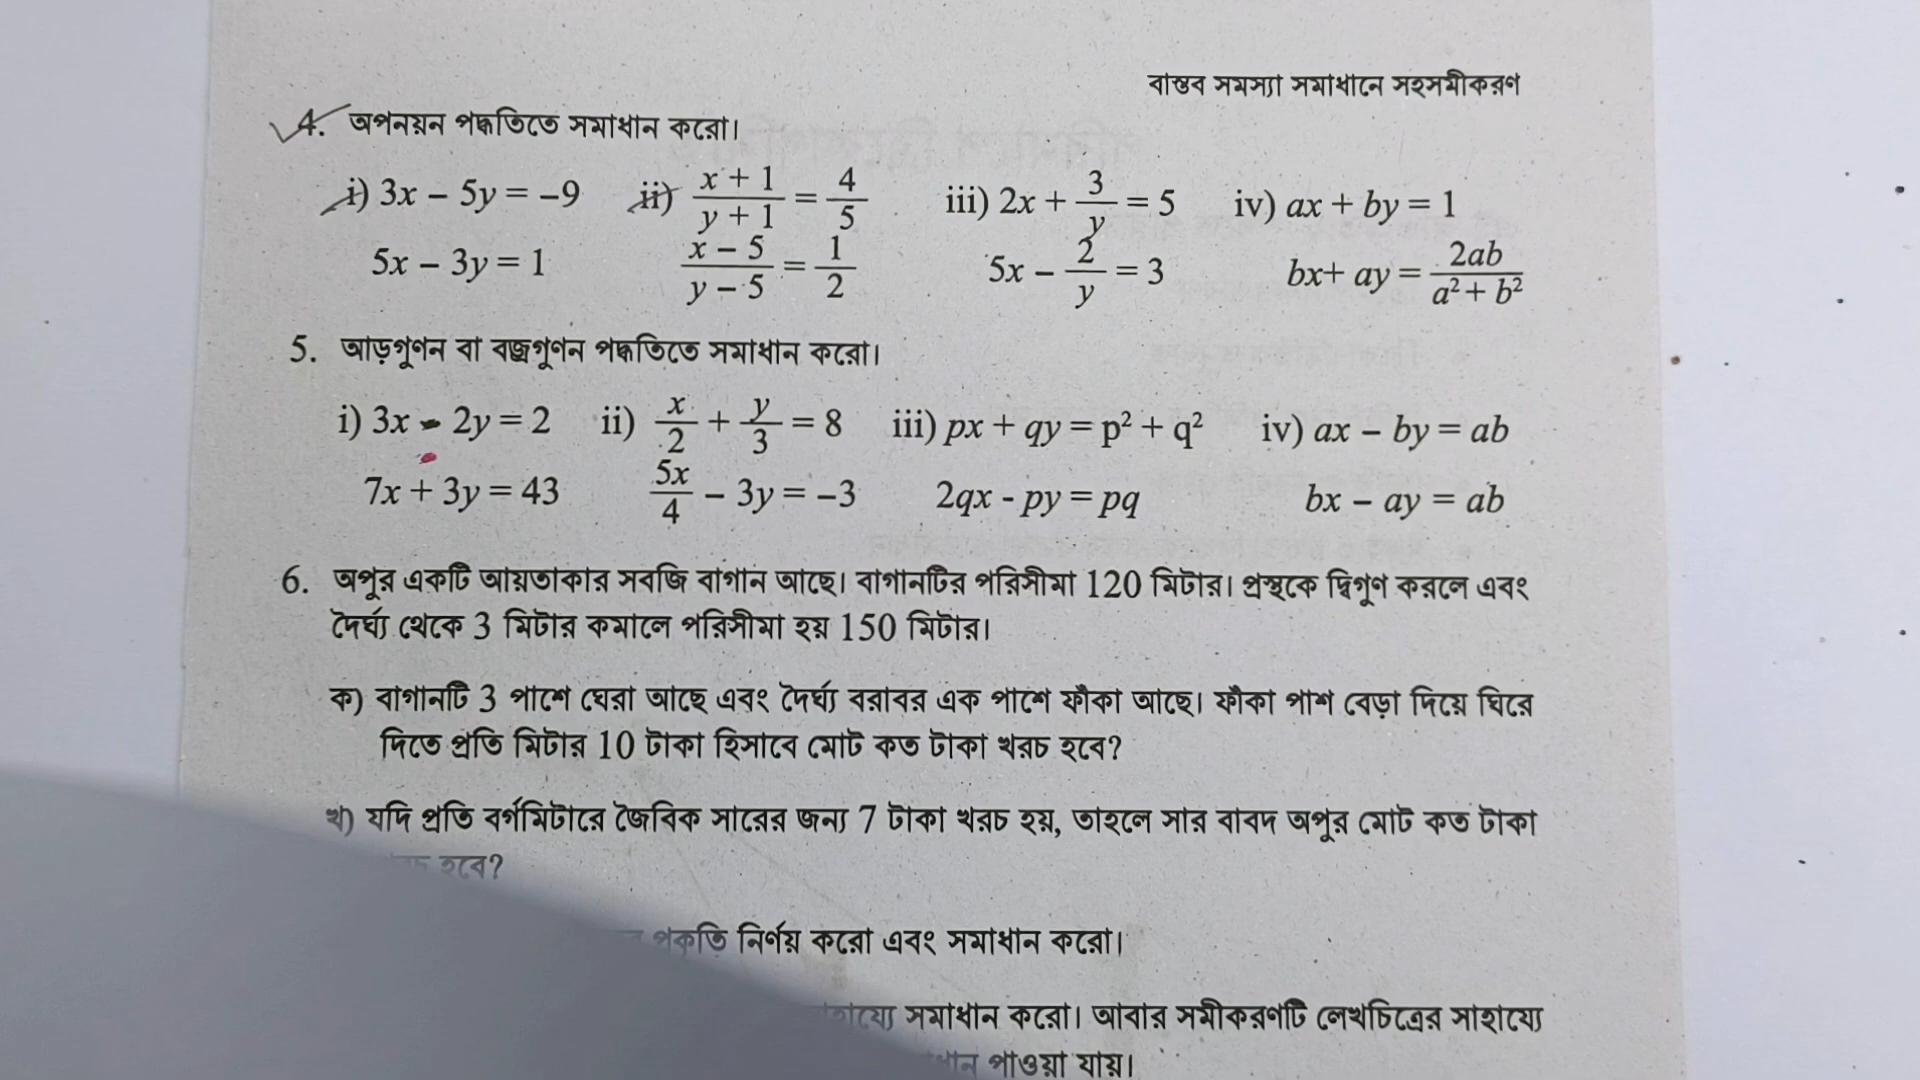 বাস্তব সমস্যা সমাধানে সহসমীকরণ
4. অপনয়ন পদ্ধতিতে সমাধান করো।
i) 3x – 5y = –9 ii) (x + 1)/(y + 1) = 4/5 iii) 2x + 3/y = 5 iv) ax + by = 1
5x – 3y = 1 (x – 5)/(y – 5) = 1/2 5x – 2/y = 3 bx+ ay = 2ab/(a² + b²)
5. আড়গুণন বা বজ্রগুণন পদ্ধতিতে সমাধান করো।
i) 3x - 2y = 2 ii) x/2 + y/3 = 8 iii) px + qy = p² + q² iv) ax – by = ab
7x + 3y = 43 5x/4 – 3y = –3 2qx - py = pq bx – ay = ab
6. অপুর একটি আয়তাকার সবজি বাগান আছে। বাগানটির পরিসীমা 120 মিটার। প্রস্থকে দ্বিগুণ করলে এবং
দৈর্ঘ্য থেকে 3 মিটার কমালে পরিসীমা হয় 150 মিটার।
ক) বাগানটি 3 পাশে ঘেরা আছে এবং দৈর্ঘ্য বরাবর এক পাশে ফাঁকা আছে। ফাঁকা পাশ বেড়া দিয়ে ঘিরে
দিতে প্রতি মিটার 10 টাকা হিসাবে মোট কত টাকা খরচ হবে?
খ) যদি প্রতি বর্গমিটারে জৈবিক সারের জন্য 7 টাকা খরচ হয়, তাহলে সার বাবদ অপুর মোট কত টাকা
হবে?
প্রকৃতি নির্ণয় করো এবং সমাধান করো।
সমাধান করো। আবার সমীকরণটি লেখচিত্রের সাহায্যে
পাওয়া যায়।